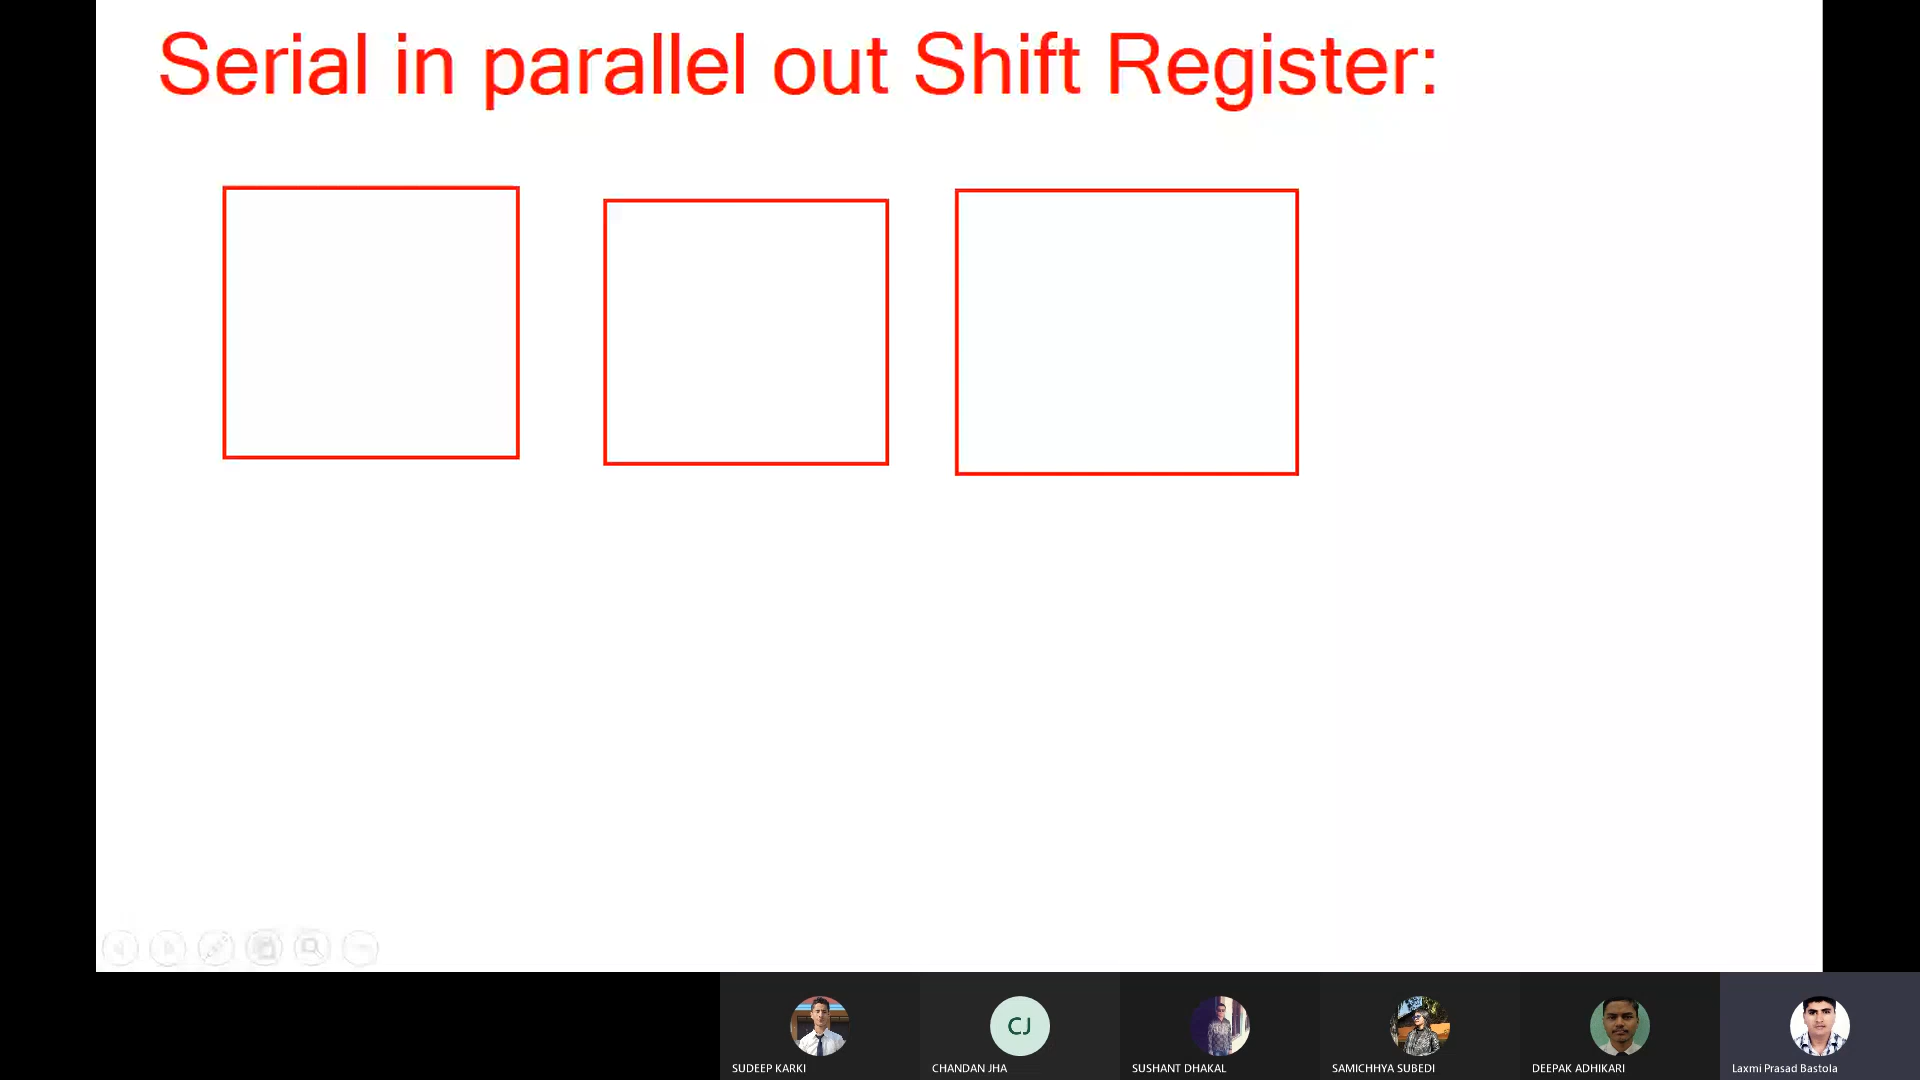 Serial in parallel out Shift Register:
CJ
SUDEEP KARKI
CHANDAN JHA
SUSHANT DHAKAL
SAMICHHYA SUBEDI
DEEPAK ADHIKARI
Laxmi Prasad Bastola